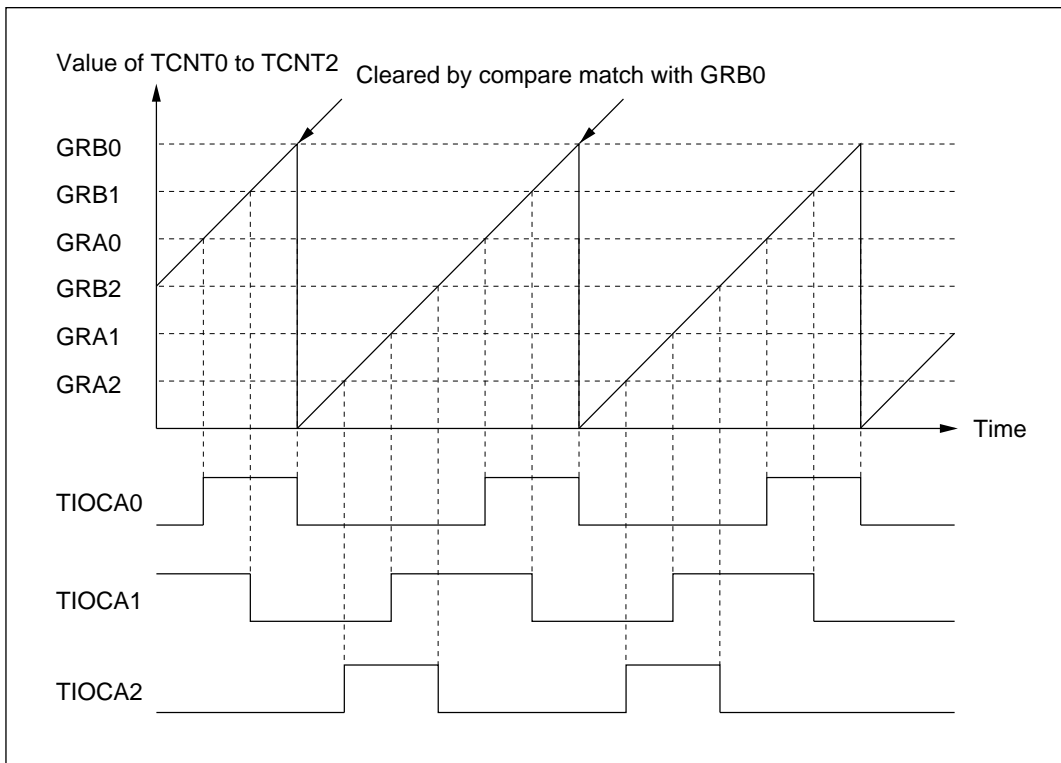 Value of TCNT0 to TCNT2
Cleared by compare match with GRB0
GRB0
GRB1
GRA0
GRB2
GRA1
GRA2
Time
TIOCA0
TIOCA1
TIOCA2